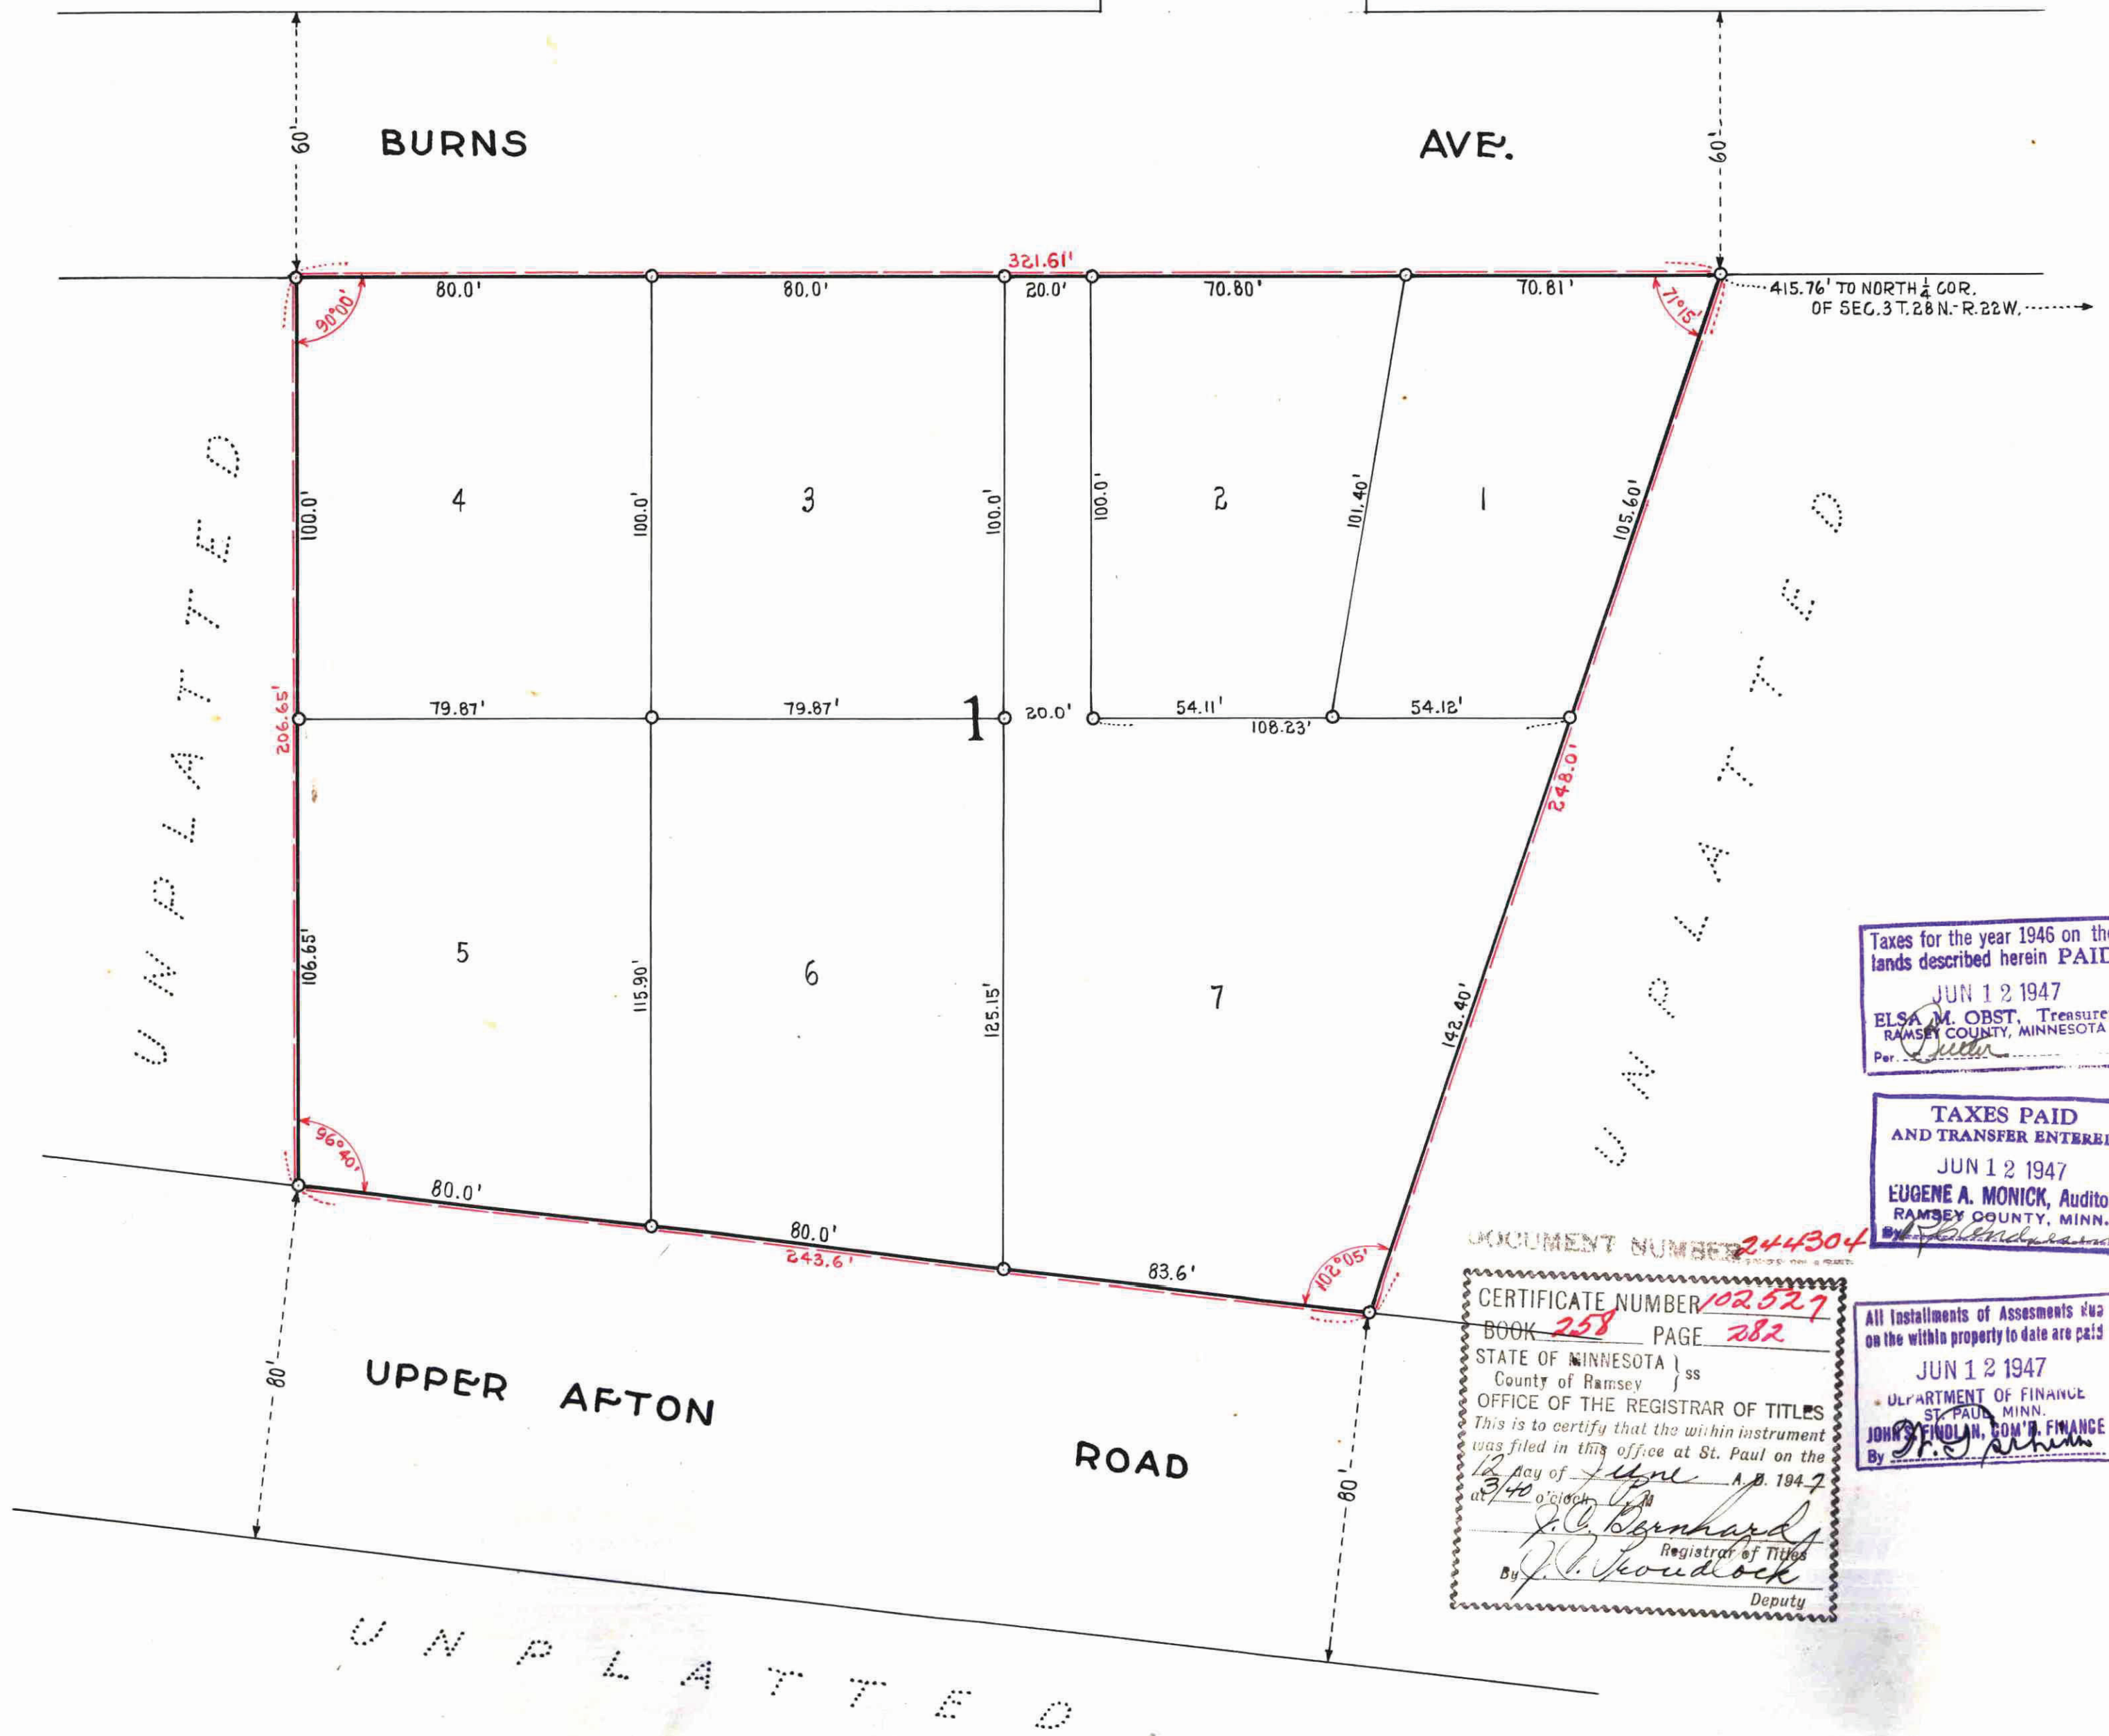 60'
60'
BURNS AVE.
321.61'
80.0' 80.0' 20.0' 70.80' 70.81'
415.76' TO NORTH 1/4 COR.
OF SEC. 3 T. 28 N.-R. 22 W.
90°00'
71°15'
UNPLATTED
100.0' 4 100.0' 3 100.0' 100.0' 2 101.40' 1 105.60'
UNPLATTED
206.65'
79.87' 79.87' 1 20.0' 54.11' 54.12'
108.23'
248.01'
106.65' 5 115.90' 6 125.15' 7 142.40'
96°40'
80.0' 80.0' 83.6'
243.6'
102°05'
80'
80'
UPPER AFTON ROAD
UNPLATTED
Taxes for the year 1946 on the
lands described herein PAID
JUN 12 1947
ELSA M. OBST, Treasure
RAMSEY COUNTY, MINNESOTA
Per
TAXES PAID
AND TRANSFER ENTERE
JUN 12 1947
EUGENE A. MONICK, Audito
RAMSEY COUNTY, MINN.
By
DOCUMENT NUMBER 244304
CERTIFICATE NUMBER 102527
BOOK 258 PAGE 282
STATE OF MINNESOTA } ss
County of Ramsey
OFFICE OF THE REGISTRAR OF TITLES
This is to certify that the within instrument
was filed in this office at St. Paul on the
12 day of June A.D. 1947
at 3/40 o'clock P M
J. C. Bernhard
Registrar of Titles
By
Deputy
All Installments of Assesments due
on the within property to date are paid
JUN 12 1947
DEPARTMENT OF FINANCE
ST. PAUL MINN.
JOHN S. FINDLAN, COM'R. FINANCE
By